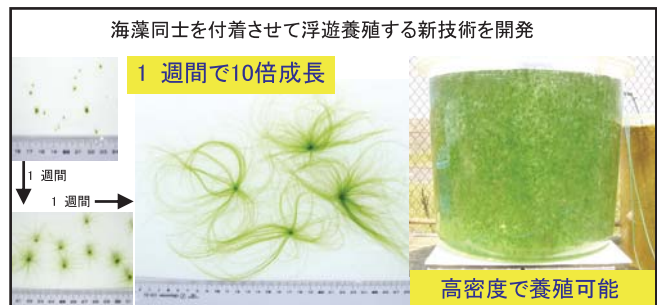 海藻同士を付着させて浮遊養殖する新技術を開発
1 週間で10倍成長
1 週間
1 週間
高密度で養殖可能